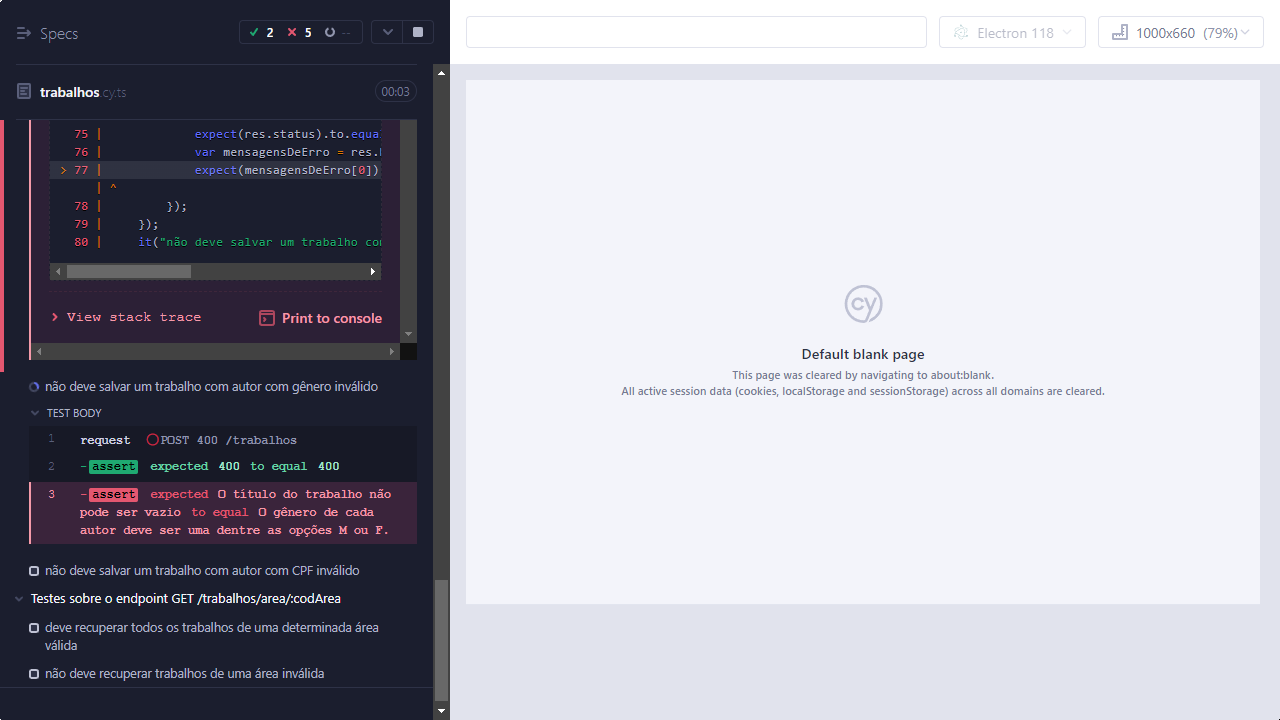 Specs
2
5
--
Electron 118
1000x660 (79%)
trabalhos cy.ts
00:03
75 | expect(res.status).to.equa
76 | var mensagensDeErro = res.
> 77 | expect(mensagensDeErro[0])
| ^
78 | });
79 | });
80 | it("não deve salvar um trabalho co
> View stack trace
Print to console
não deve salvar um trabalho com autor com gênero inválido
TEST BODY
1 request POST 400 /trabalhos
2 -assert expected 400 to equal 400
3 -assert expected O título do trabalho não
pode ser vazio to equal O gênero de cada
autor deve ser uma dentre as opções M ou F.
não deve salvar um trabalho com autor com CPF inválido
Testes sobre o endpoint GET /trabalhos/area/:codArea
deve recuperar todos os trabalhos de uma determinada área
válida
não deve recuperar trabalhos de uma área inválida
cy
Default blank page
This page was cleared by navigating to about:blank.
All active session data (cookies, localStorage and sessionStorage) across all domains are cleared.